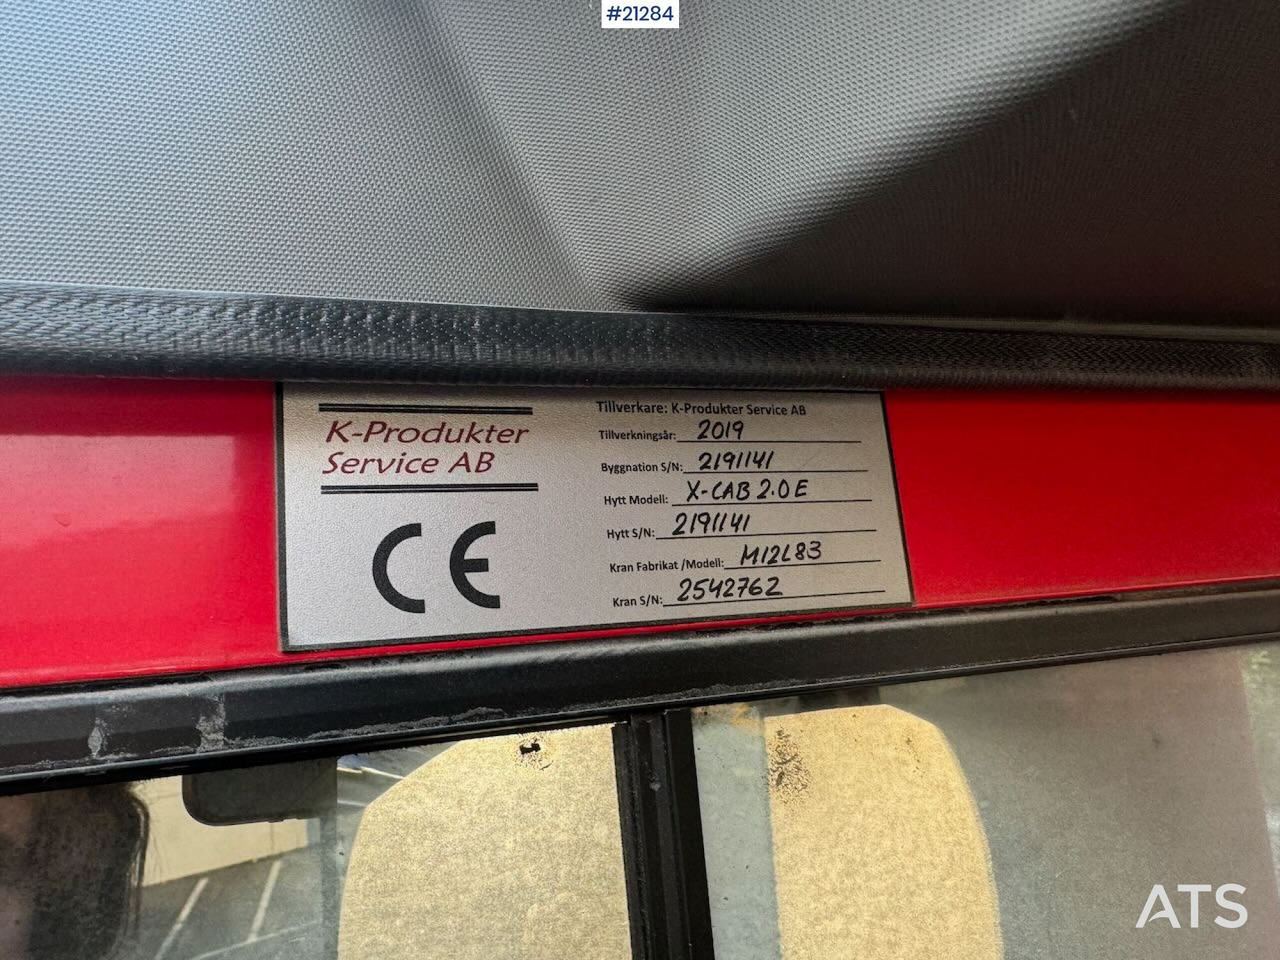 #21284
K-Produkter
Service AB
CE
Tillverkare: K-Produkter Service AB
Tillverkningsår: 2019
Byggnation S/N: 2191141
Hytt Modell: X-CAB 2.0 E
Hytt S/N: 2191141
Kran Fabrikat /Modell: M12L83
Kran S/N: 2542762
ATS